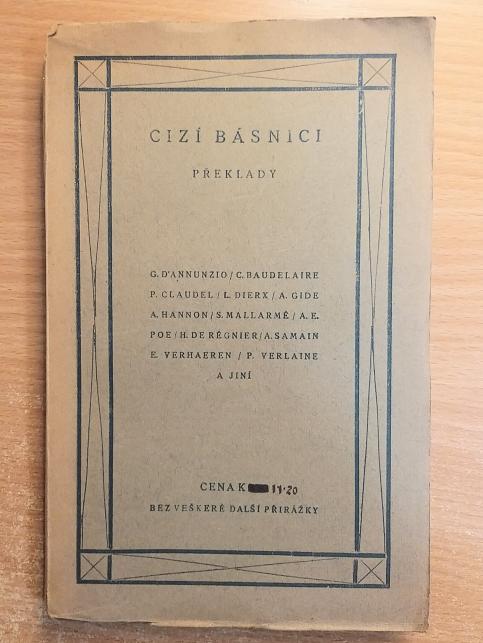 CIZÍ BÁSNICI
PŘEKLADY
G. D'ANNUNZIO / C. BAUDELAIRE
P. CLAUDEL / L. DIERX / A. GIDE
A. HANNON / S. MALLARMÉ / A. E.
POE / H. DE RÉGNIER / A. SAMAIN
E. VERHAEREN / P. VERLAINE
A JINÍ
CENA K 11·20
BEZ VEŠKERÉ DALŠÍ PŘIRÁŽKY